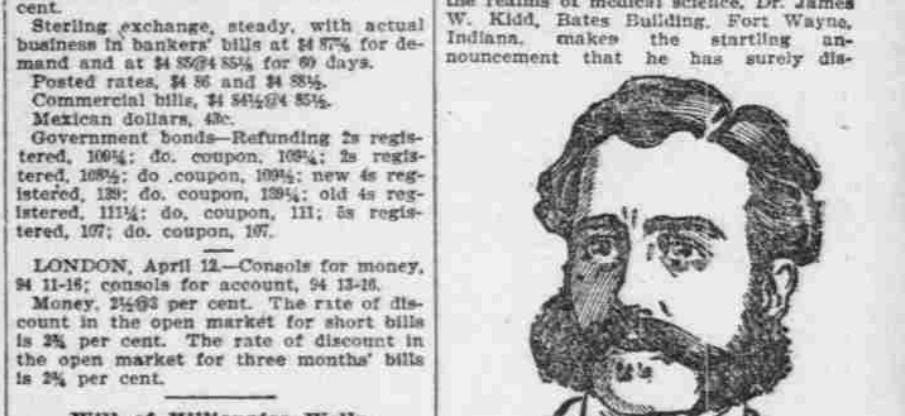 cent.
Sterling exchange, steady, with actual
business in bankers' bills at $4 87⅝ for de-
mand and at $4 85@4 85⅛ for 60 days.
Posted rates, $4 86 and $4 88½.
Commercial bills, $4 84½@4 85½.
Mexican dollars, 43c.
Government bonds—Refunding 2s regis-
tered, 109¼; do. coupon, 109¼; 2s regis-
tered, 108½; do .coupon, 109½; new 4s reg-
istered, 139; do. coupon, 139¼; old 4s reg-
istered, 111¼; do, coupon, 111; 5s regis-
tered, 107; do. coupon, 107.
LONDON, April 12.—Consols for money,
94 11-16; consols for account, 94 13-16.
Money, 2½@3 per cent. The rate of dis-
count in the open market for short bills
is 2¾ per cent. The rate of discount in
the open market for three months' bills
is 2¾ per cent.
the realms of medical science, Dr. James
W. Kidd, Bates Building, Fort Wayne,
Indiana, makes the startling an-
nouncement that he has surely dis-